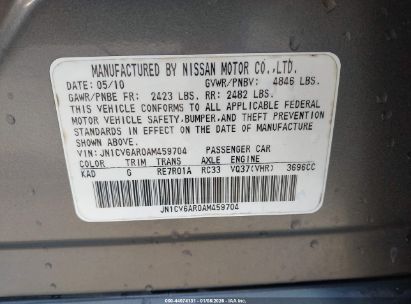 MANUFACTURED BY NISSAN MOTOR CO.,LTD.
DATE: 05/10 GVWR/PNBV: 4846 LBS.
GAWR/PNBE FR: 2423 LBS. RR: 2482 LBS.
THIS VEHICLE CONFORMS TO ALL APPLICABLE FEDERAL
MOTOR VEHICLE SAFETY,BUMPER,AND THEFT PREVENTION
STANDARDS IN EFFECT ON THE DATE OF MANUFACTURE
SHOWN ABOVE.
VIN: JN1CV6AR0AM459704 PASSENGER CAR
COLOR TRIM TRANS AXLE ENGINE
KAD G RE7R01A RC33 VQ37(VHR) 3696CC
JN1CV6AR0AM459704